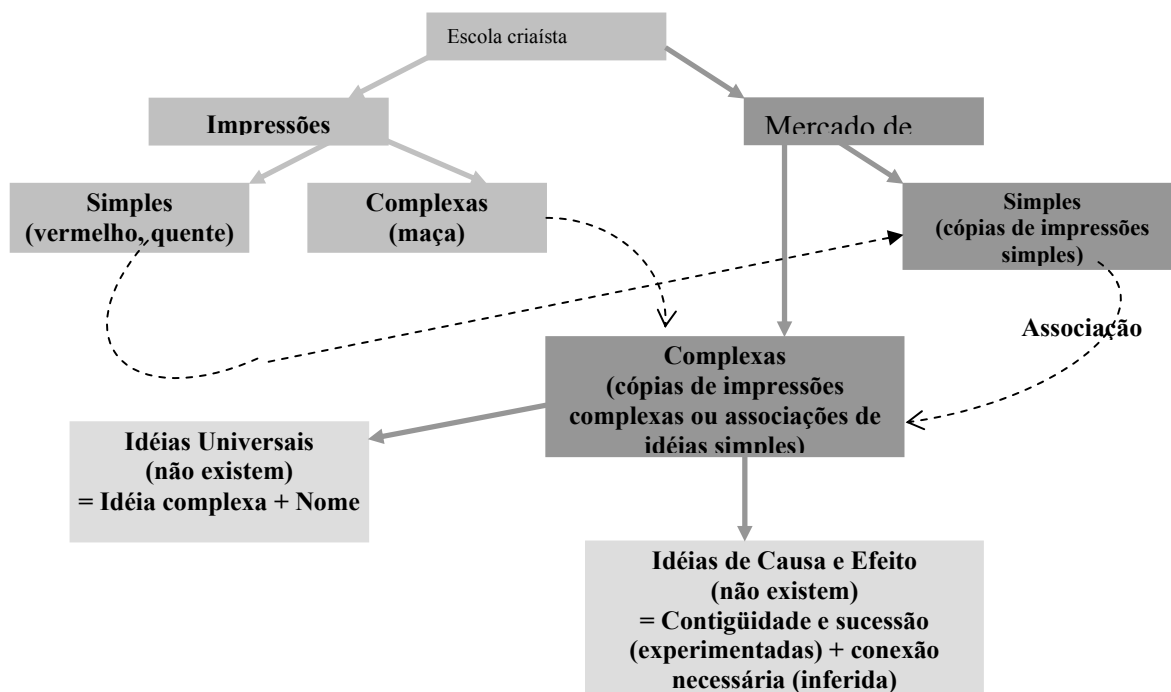 Escola criaísta
Impressões
Mercado de
Simples
(vermelho, quente)
Complexas
(maça)
Simples
(cópias de impressões
simples)
Associação
Complexas
(cópias de impressões
complexas ou associações de
idéias simples)
Idéias Universais
(não existem)
= Idéia complexa + Nome
Idéias de Causa e Efeito
(não existem)
= Contigüidade e sucessão
(experimentadas) + conexão
necessária (inferida)